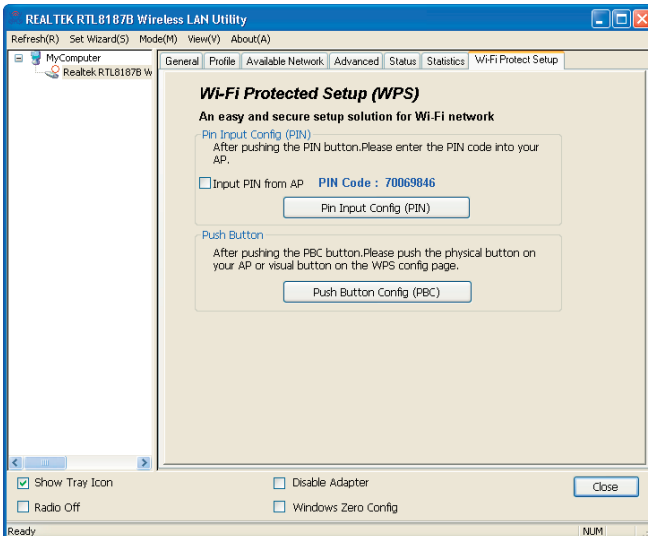 REALTEK RTL8187B Wireless LAN Utility
Refresh(R) Set Wizard(S) Mode(M) View(V) About(A)
MyComputer
Realtek RTL8187B W
General Profile Available Network Advanced Status Statistics Wi-Fi Protect Setup
Wi-Fi Protected Setup (WPS)
An easy and secure setup solution for Wi-Fi network
Pin Input Config (PIN)
After pushing the PIN button.Please enter the PIN code into your
AP.
Input PIN from AP PIN Code : 70069846
Pin Input Config (PIN)
Push Button
After pushing the PBC button.Please push the physical button on
your AP or visual button on the WPS config page.
Push Button Config (PBC)
Show Tray Icon
Disable Adapter
Close
Radio Off
Windows Zero Config
Ready
NUM